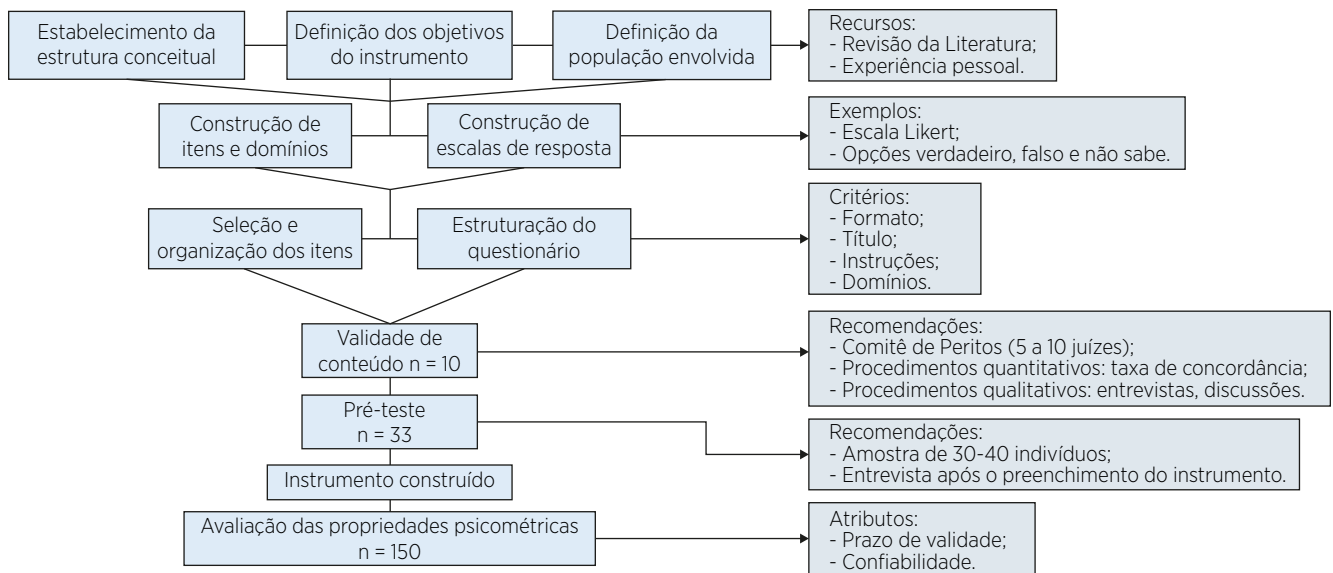 Estabelecimento da
estrutura conceitual
Definição dos objetivos
do instrumento
Definição da
população envolvida
Recursos:
- Revisão da Literatura;
- Experiência pessoal.
Construção de
itens e domínios
Construção de
escalas de resposta
Exemplos:
- Escala Likert;
- Opções verdadeiro, falso e não sabe.
Seleção e
organização dos itens
Estruturação do
questionário
Critérios:
- Formato;
- Título;
- Instruções;
- Domínios.
Validade de
conteúdo n = 10
Recomendações:
- Comitê de Peritos (5 a 10 juízes);
- Procedimentos quantitativos: taxa de concordância;
- Procedimentos qualitativos: entrevistas, discussões.
Pré-teste
n = 33
Recomendações:
- Amostra de 30-40 indivíduos;
- Entrevista após o preenchimento do instrumento.
Instrumento construído
Avaliação das propriedades psicométricas
n = 150
Atributos:
- Prazo de validade;
- Confiabilidade.